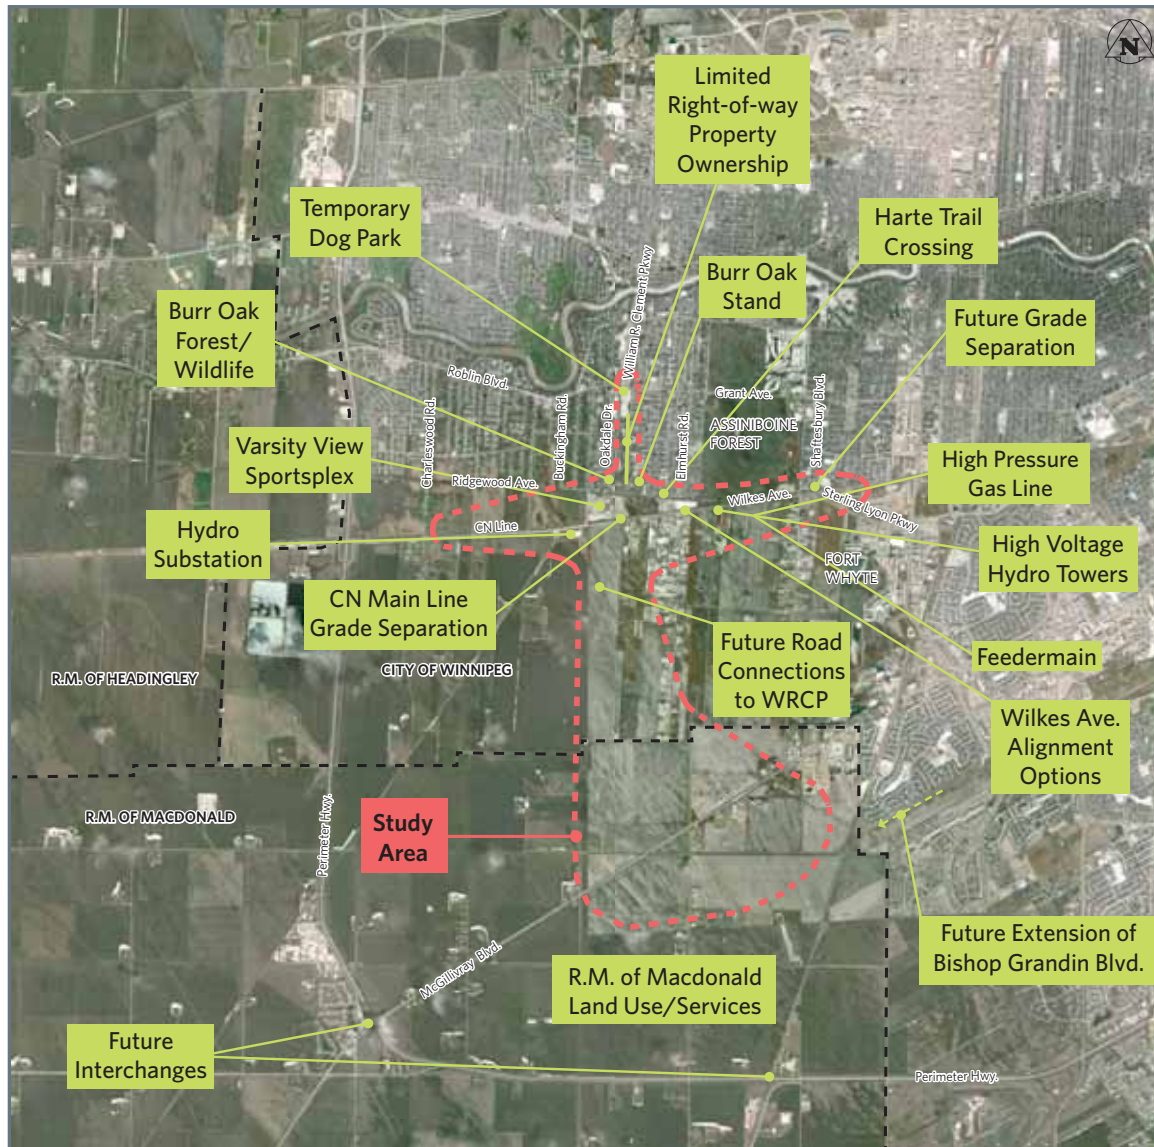 N
Limited
Right-of-way
Property
Ownership
Temporary
Dog Park
Harte Trail
Crossing
William R. Clement Pkwy
Burr Oak
Stand
Burr Oak
Forest/
Wildlife
Future Grade
Separation
Roblin Blvd.
Grant Ave.
Charleswood Rd.
Buckingham Rd.
Oakdale Dr.
Elmhurst Rd.
ASSINIBOINE
FOREST
Shaftesbury Blvd.
Varsity View
Sportsplex
Ridgewood Ave.
Wilkes Ave.
Sterling Lyon Pkwy
High Pressure
Gas Line
CN Line
Hydro
Substation
FORT
WHYTE
High Voltage
Hydro Towers
CN Main Line
Grade Separation
Future Road
Connections
to WRCP
Feedermain
R.M. OF HEADINGLEY
CITY OF WINNIPEG
Wilkes Ave.
Alignment
Options
R.M. OF MACDONALD
Perimeter Hwy.
Study
Area
McGillivray Blvd.
R.M. of Macdonald
Land Use/Services
Future Extension of
Bishop Grandin Blvd.
Future
Interchanges
Perimeter Hwy.